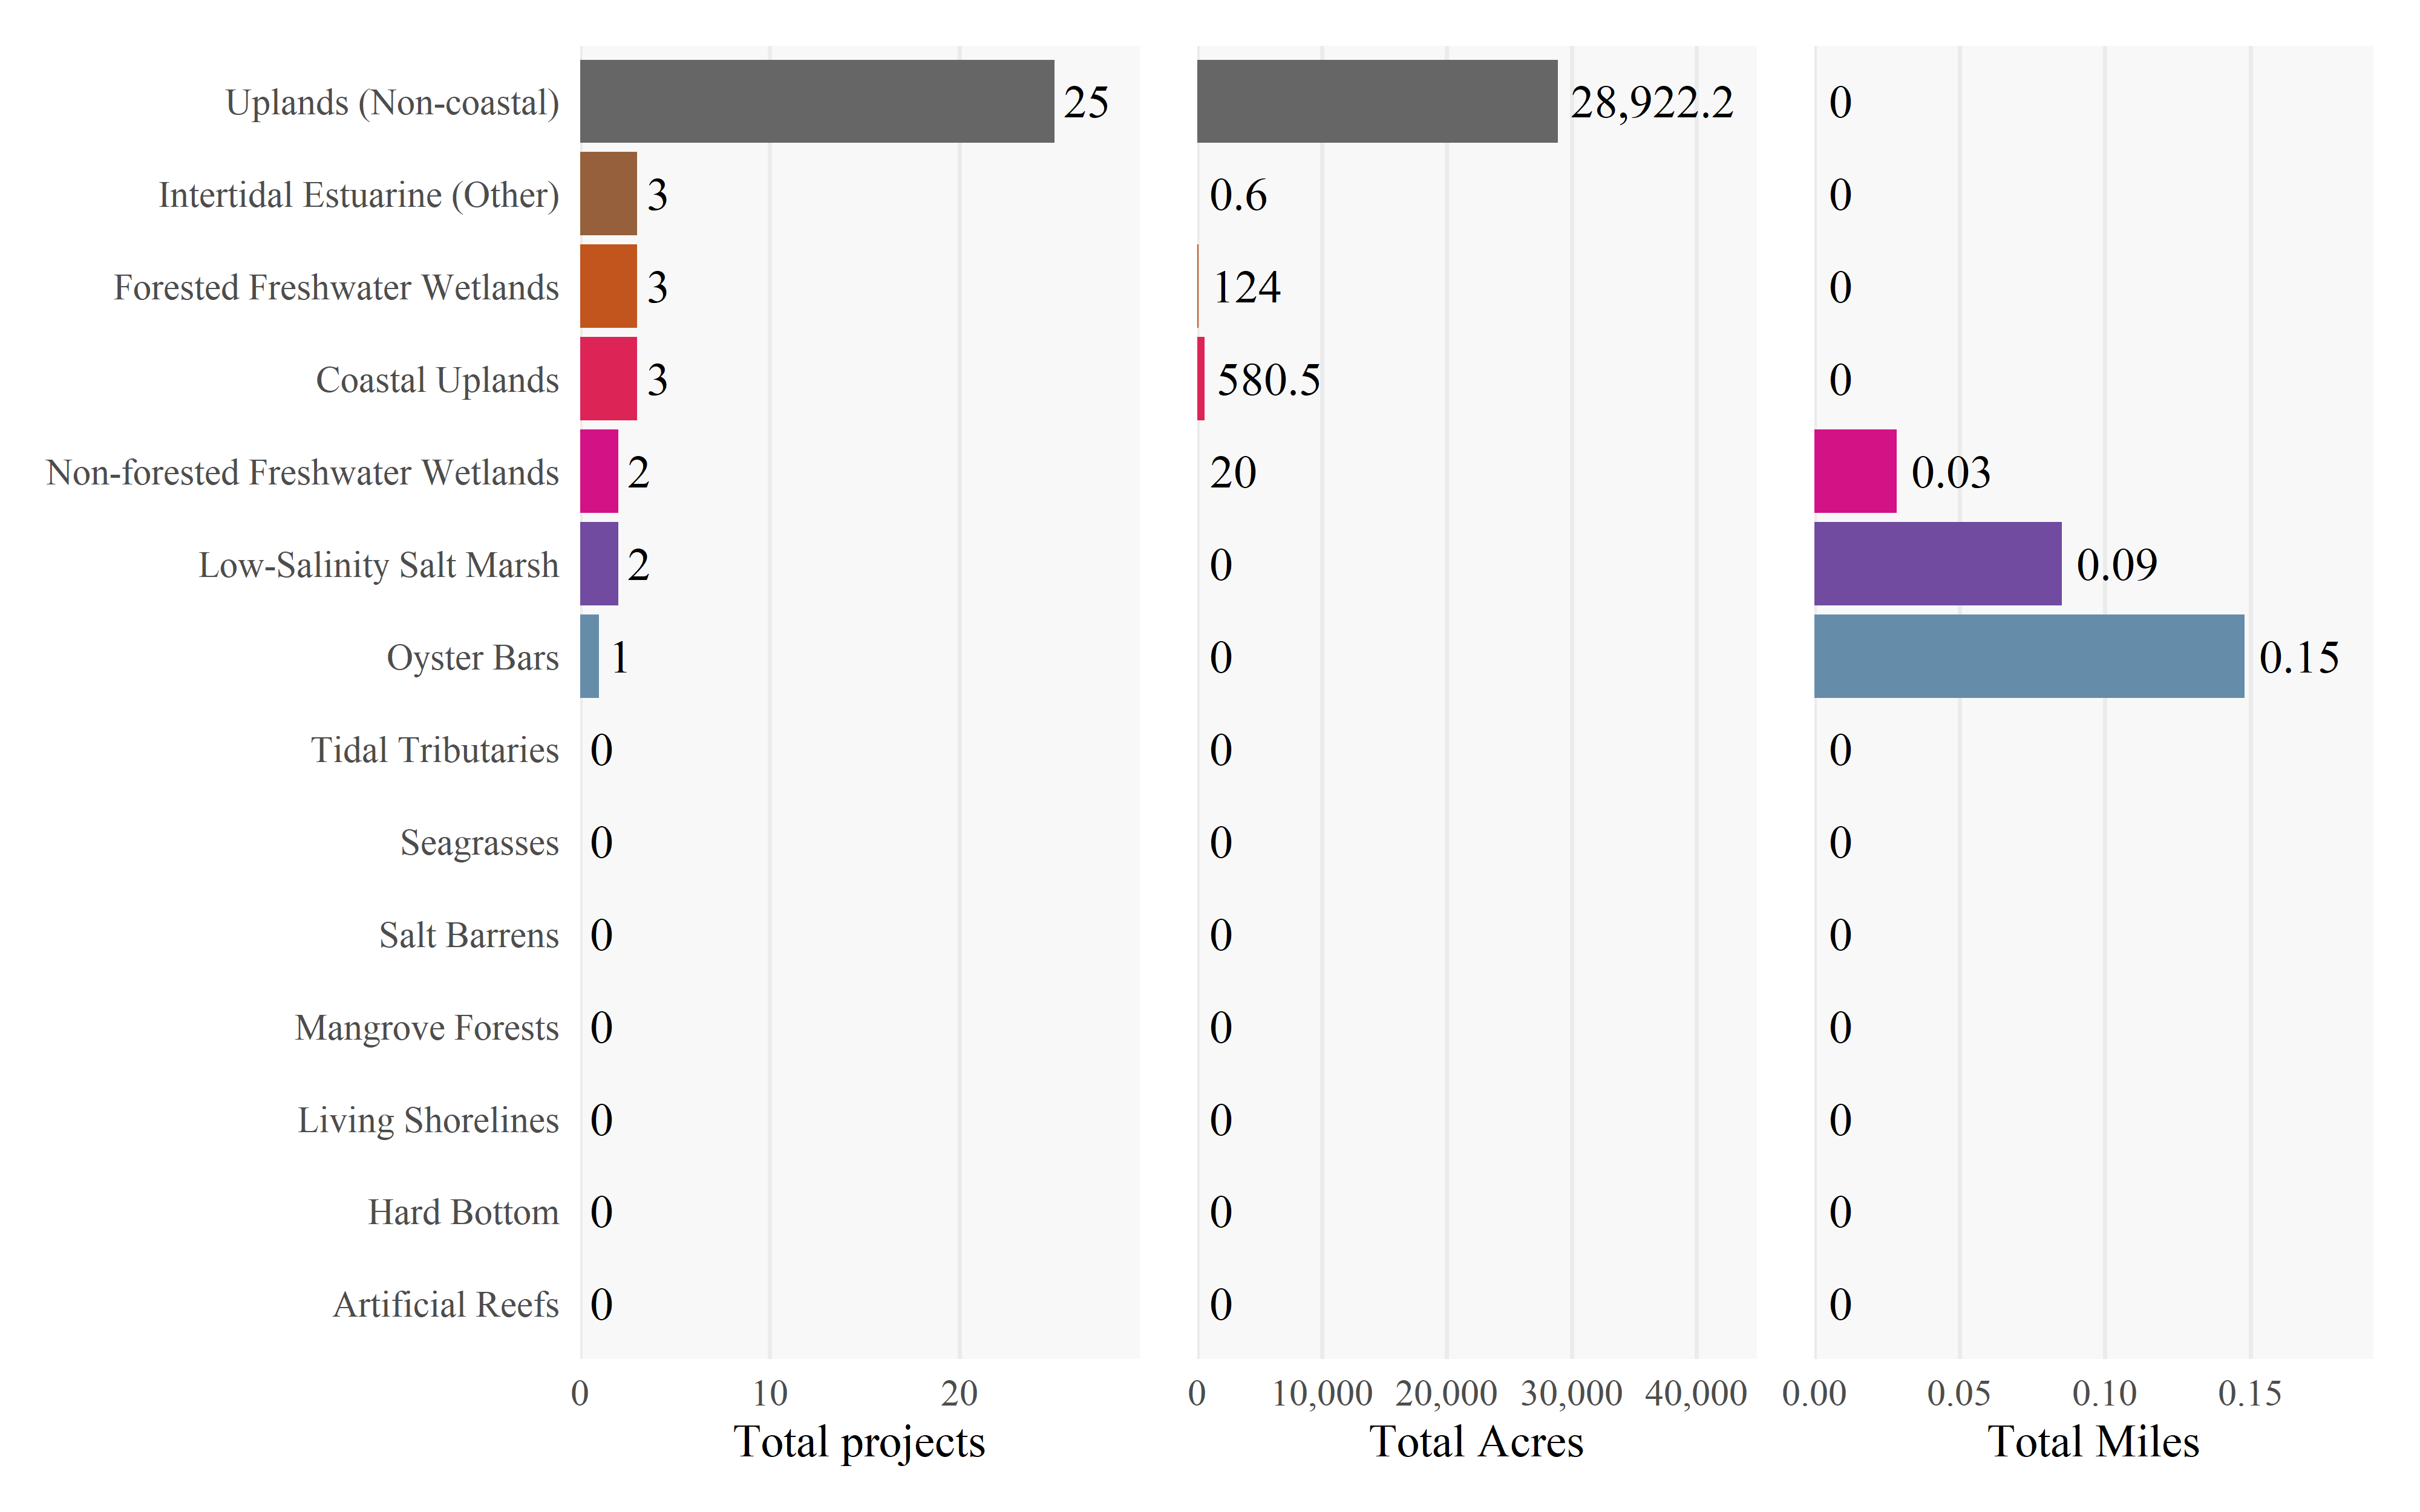 Uplands (Non-coastal) 25 28,922.2 0
Intertidal Estuarine (Other) 3 0.6 0
Forested Freshwater Wetlands 3 124 0
Coastal Uplands 3 580.5 0
Non-forested Freshwater Wetlands 2 20 0.03
Low-Salinity Salt Marsh 2 0 0.09
Oyster Bars 1 0 0.15
Tidal Tributaries 0 0 0
Seagrasses 0 0 0
Salt Barrens 0 0 0
Mangrove Forests 0 0 0
Living Shorelines 0 0 0
Hard Bottom 0 0 0
Artificial Reefs 0 0 0
0 10 20 0 10,000 20,000 30,000 40,000 0.00 0.05 0.10 0.15
Total projects Total Acres Total Miles